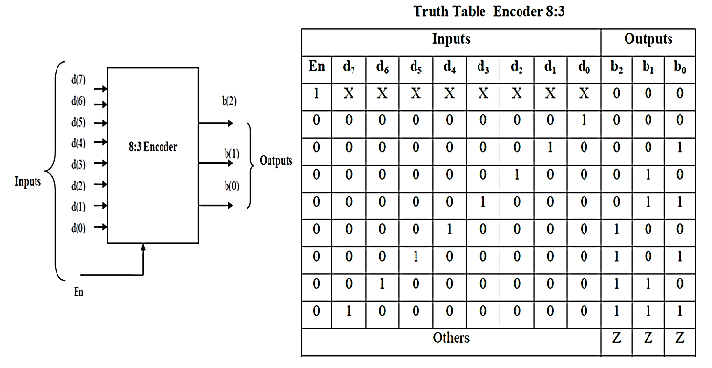 Truth Table Encoder 8:3
d(7)
d(6)
d(5)
d(4)
d(3)
d(2)
d(1)
d(0)
Inputs
En
8:3 Encoder
b(2)
b(1)
b(0)
Outputs
Inputs Outputs
En d₇ d₆ d₅ d₄ d₃ d₂ d₁ d₀ b₂ b₁ b₀
1 X X X X X X X X 0 0 0
0 0 0 0 0 0 0 0 1 0 0 0
0 0 0 0 0 0 0 1 0 0 0 1
0 0 0 0 0 0 1 0 0 0 1 0
0 0 0 0 0 1 0 0 0 0 1 1
0 0 0 0 1 0 0 0 0 1 0 0
0 0 0 1 0 0 0 0 0 1 0 1
0 0 1 0 0 0 0 0 0 1 1 0
0 1 0 0 0 0 0 0 0 1 1 1
Others Z Z Z